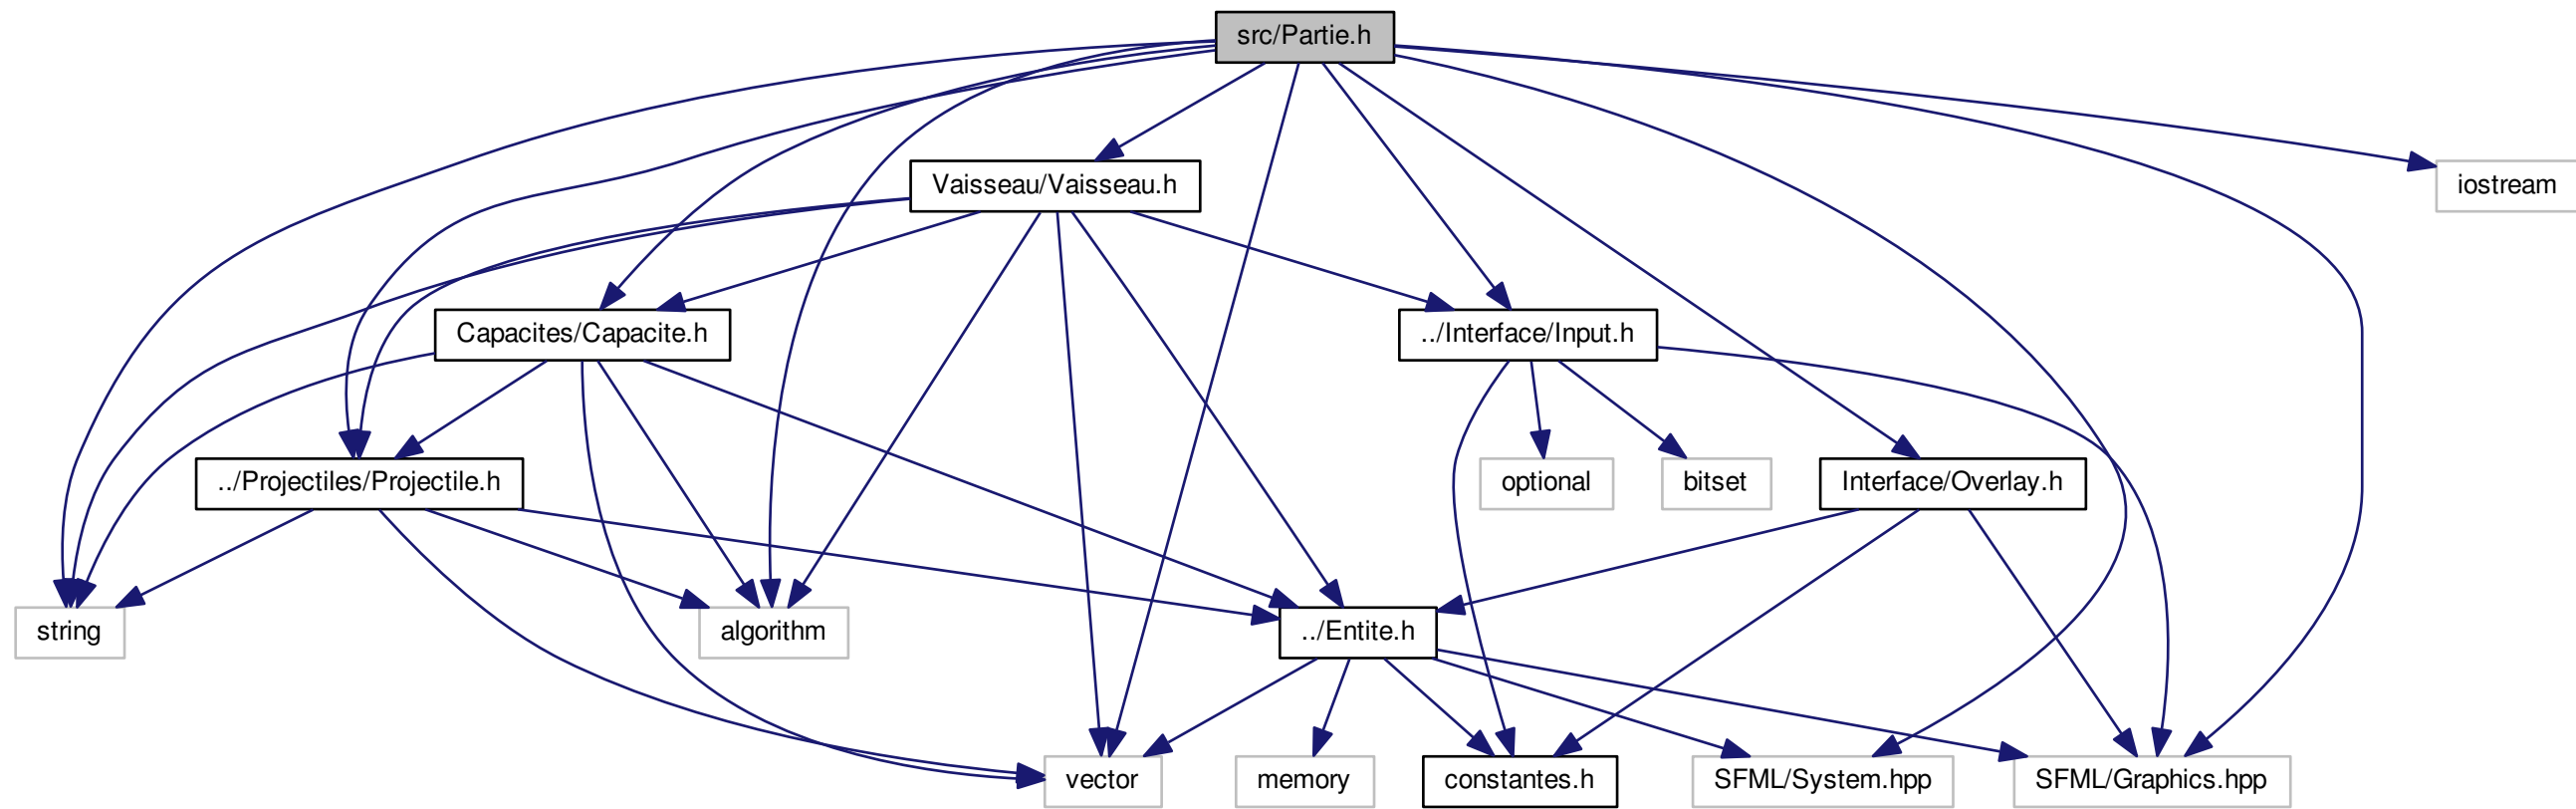 src/Partie.h
Vaisseau/Vaisseau.h
iostream
Capacites/Capacite.h
../Interface/Input.h
../Projectiles/Projectile.h
optional
bitset
Interface/Overlay.h
string
algorithm
../Entite.h
vector
memory
constantes.h
SFML/System.hpp
SFML/Graphics.hpp